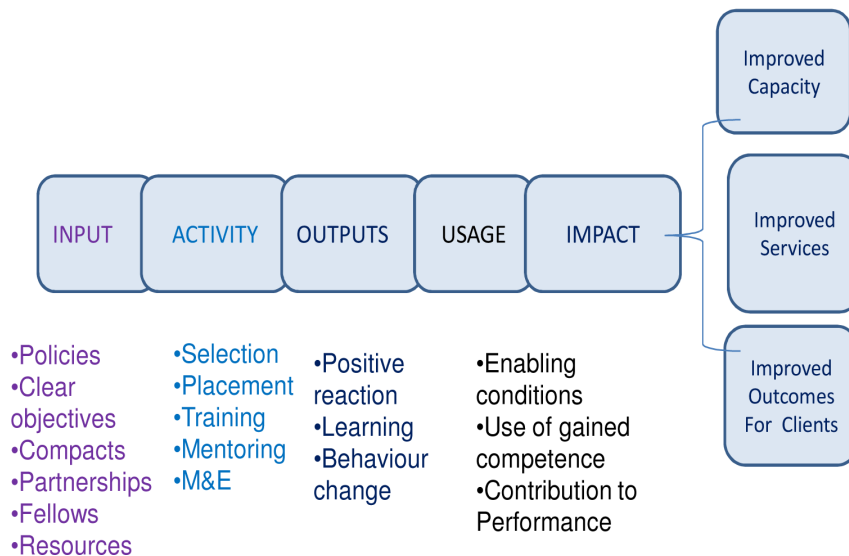 Improved
Capacity
INPUT
ACTIVITY
OUTPUTS
USAGE
IMPACT
Improved
Services
Improved
Outcomes
For Clients
•Policies
•Clear
objectives
•Compacts
•Partnerships
•Fellows
•Resources
•Selection
•Placement
•Training
•Mentoring
•M&E
•Positive
reaction
•Learning
•Behaviour
change
•Enabling
conditions
•Use of gained
competence
•Contribution to
Performance